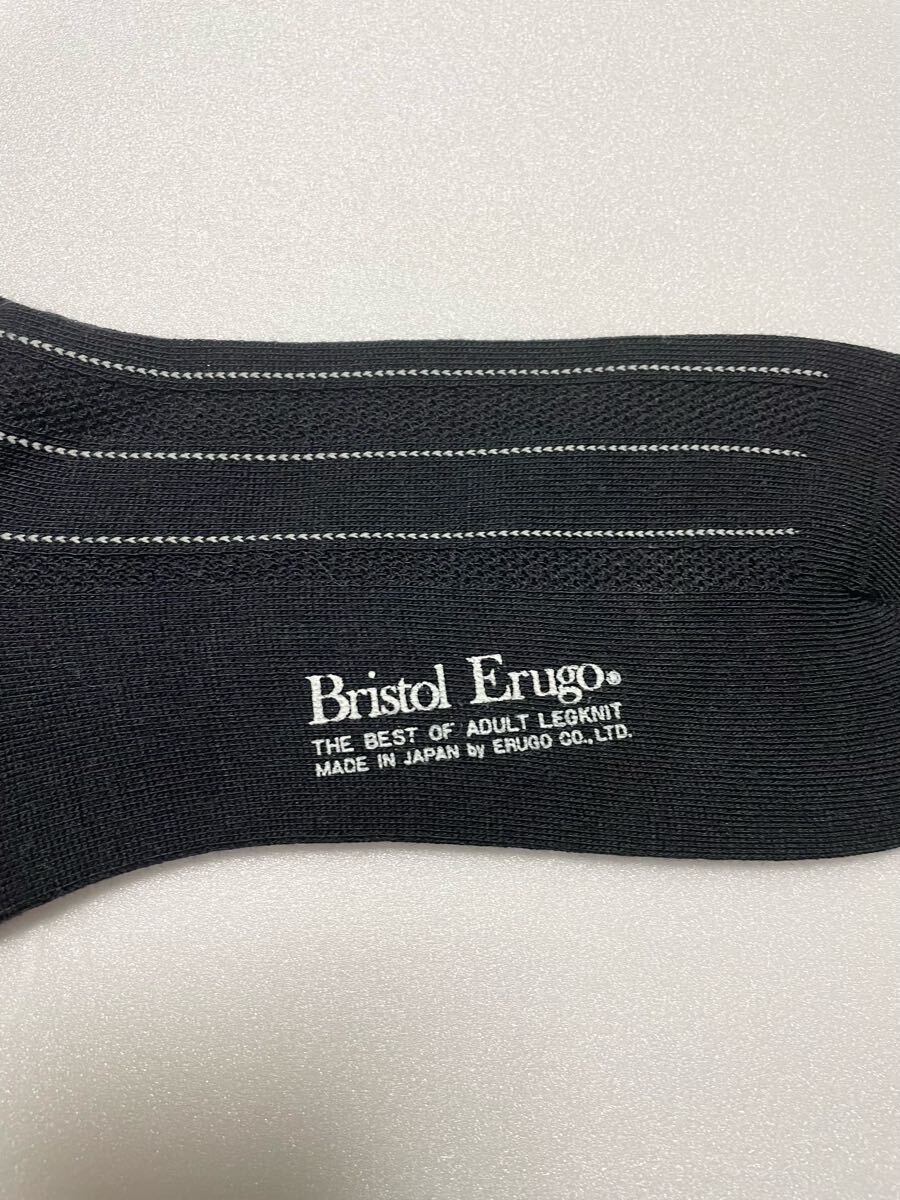 Bristol Erugo®
THE BEST OF ADULT LEGKNIT
MADE IN JAPAN by ERUGO CO.,LTD.